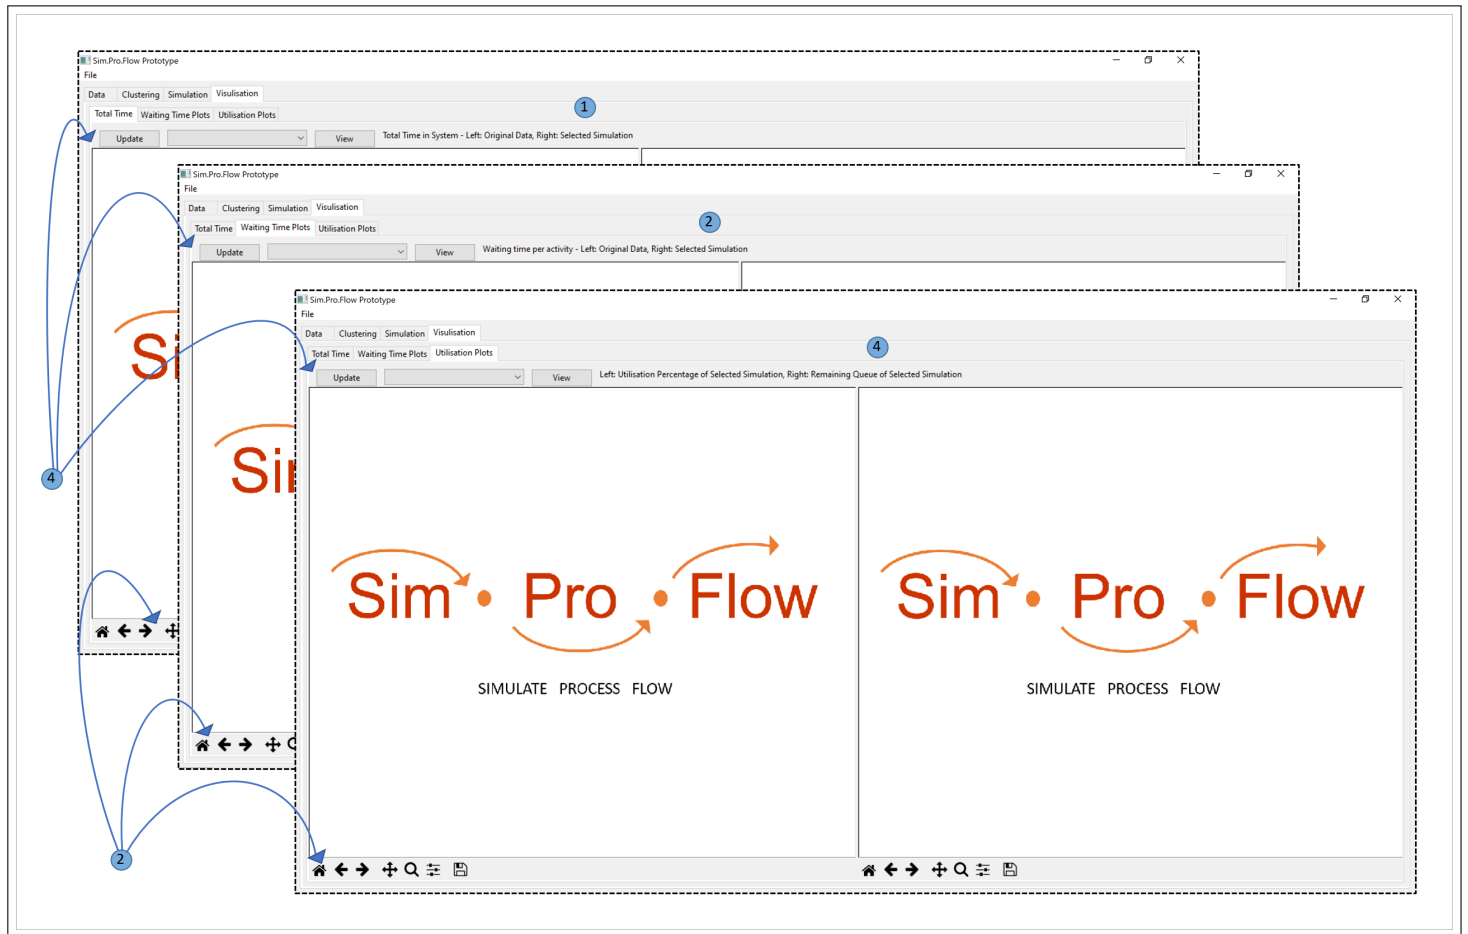 Sim.Pro.Flow Prototype
File
Data Clustering Simulation Visulisation
1
Total Time Waiting Time Plots Utilisation Plots
Update View Total Time in System - Left: Original Data, Right: Selected Simulation
Sim.Pro.Flow Prototype
File
Data Clustering Simulation Visulisation
2
Total Time Waiting Time Plots Utilisation Plots
Update View Waiting time per activity - Left: Original Data, Right: Selected Simulation
Sim.Pro.Flow Prototype
File
Data Clustering Simulation Visulisation
4
Total Time Waiting Time Plots Utilisation Plots
Update View Left: Utilisation Percentage of Selected Simulation, Right: Remaining Queue of Selected Simulation
Si
Sin
4
Sim • Pro • Flow
SIMULATE PROCESS FLOW
Sim • Pro • Flow
SIMULATE PROCESS FLOW
2